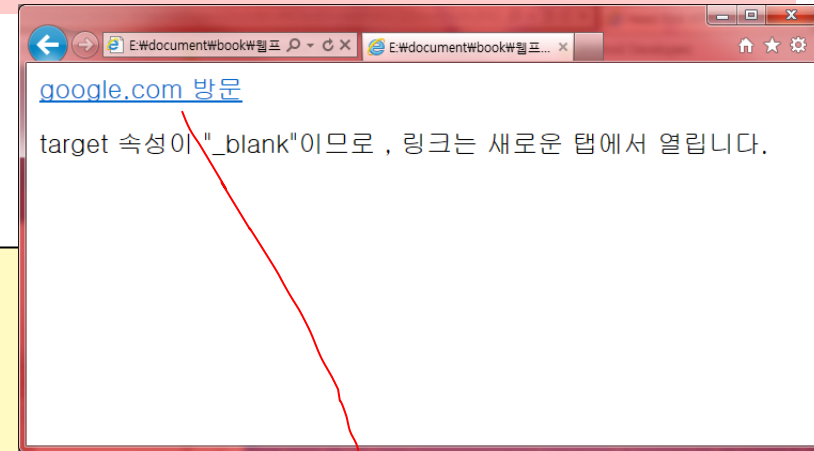 E:₩document₩book₩웹프
E:₩document₩book₩웹프...
google.com 방문
target 속성이 "_blank"이므로 , 링크는 새로운 탭에서 열립니다.